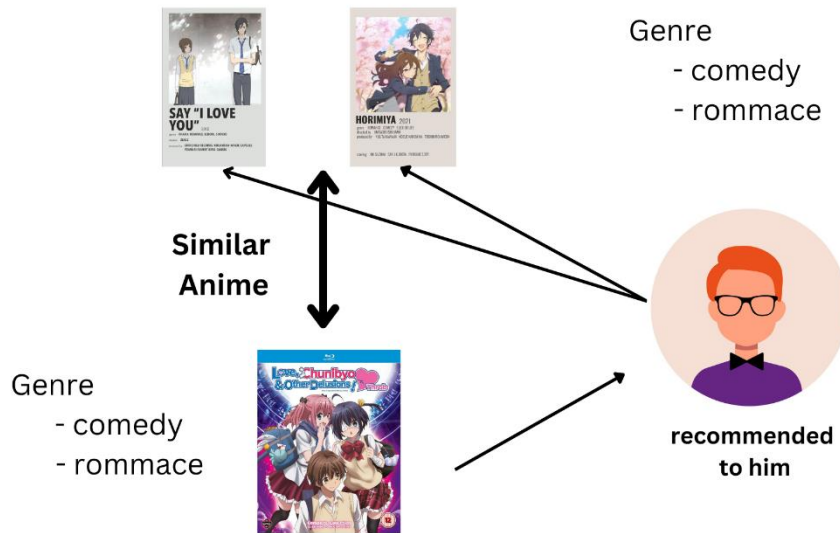 SAY "I LOVE
YOU"
HORIMIYA 2021
Genre
- comedy
- rommace
Similar
Anime
Genre
- comedy
- rommace
Love, Chunibyo
& Other Delusions!
12
recommended
to him